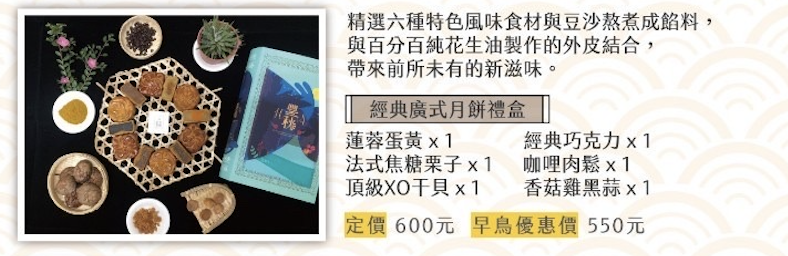 精選六種特色風味食材與豆沙熬煮成餡料，
與百分百純花生油製作的外皮結合，
帶來前所未有的新滋味。
經典廣式月餅禮盒
蓮蓉蛋黃 x 1 經典巧克力 x 1
法式焦糖栗子 x 1 咖哩肉鬆 x 1
頂級XO干貝 x 1 香菇雞黑蒜 x 1
定價 600元 早鳥優惠價 550元